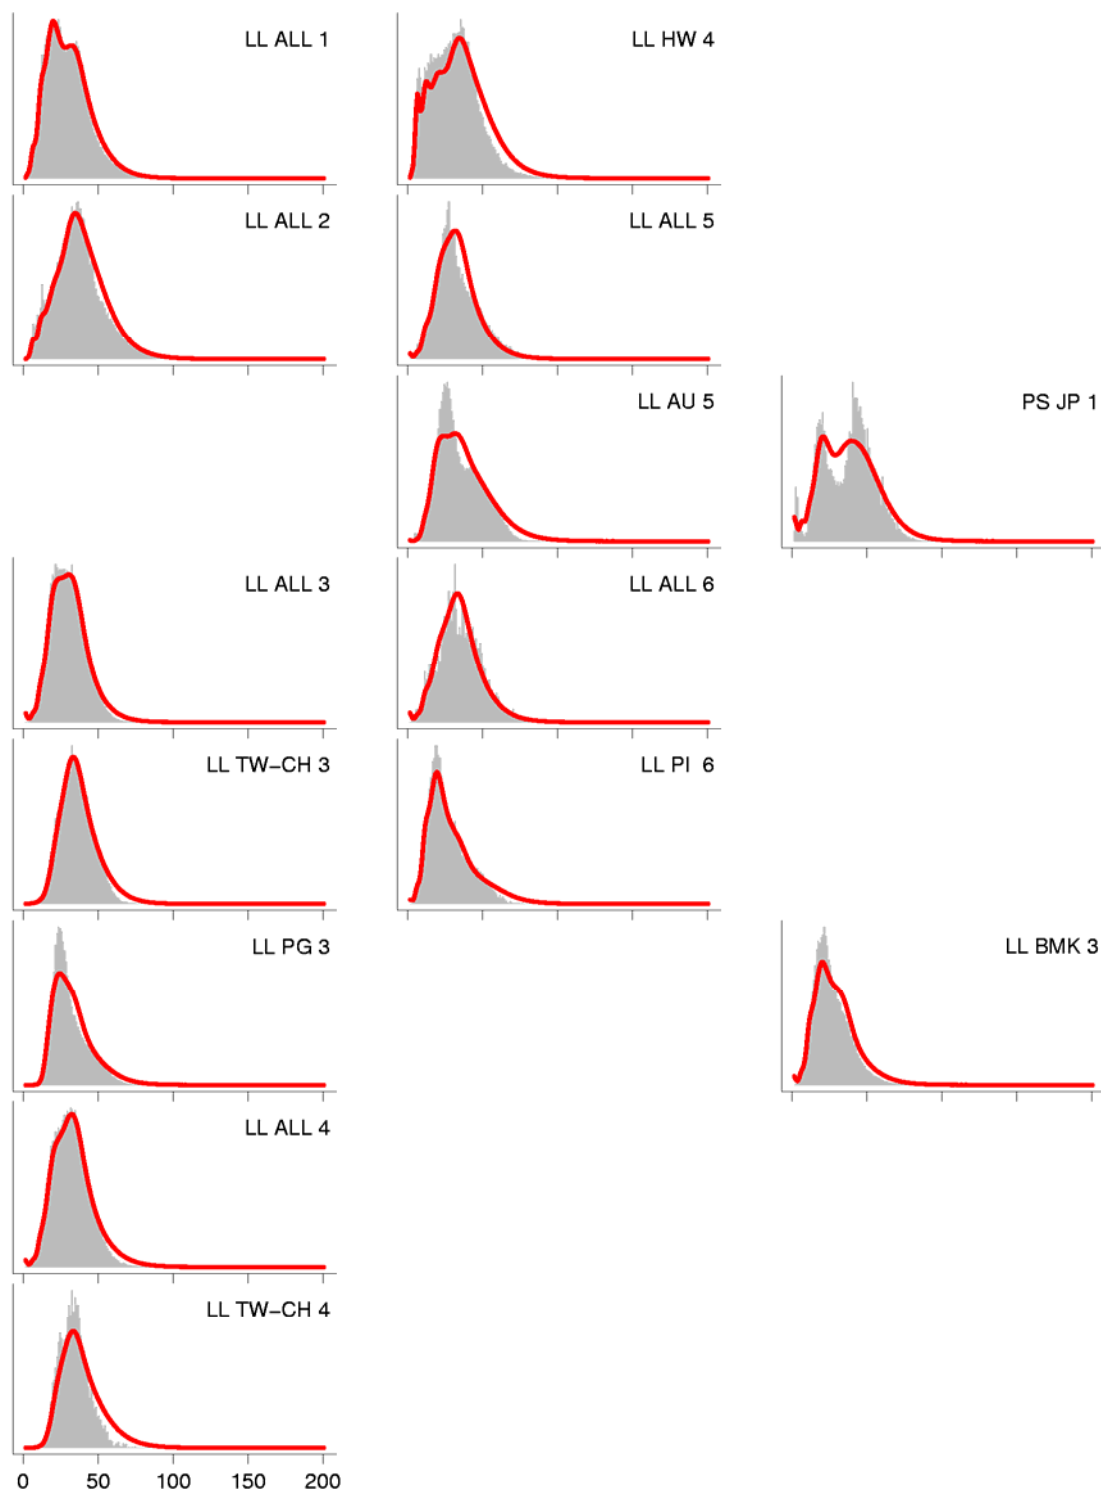 LL ALL 1
LL HW 4
LL ALL 2
LL ALL 5
LL AU 5
PS JP 1
LL ALL 3
LL ALL 6
LL TW−CH 3
LL PI 6
LL PG 3
LL BMK 3
LL ALL 4
LL TW−CH 4
0 50 100 150 200